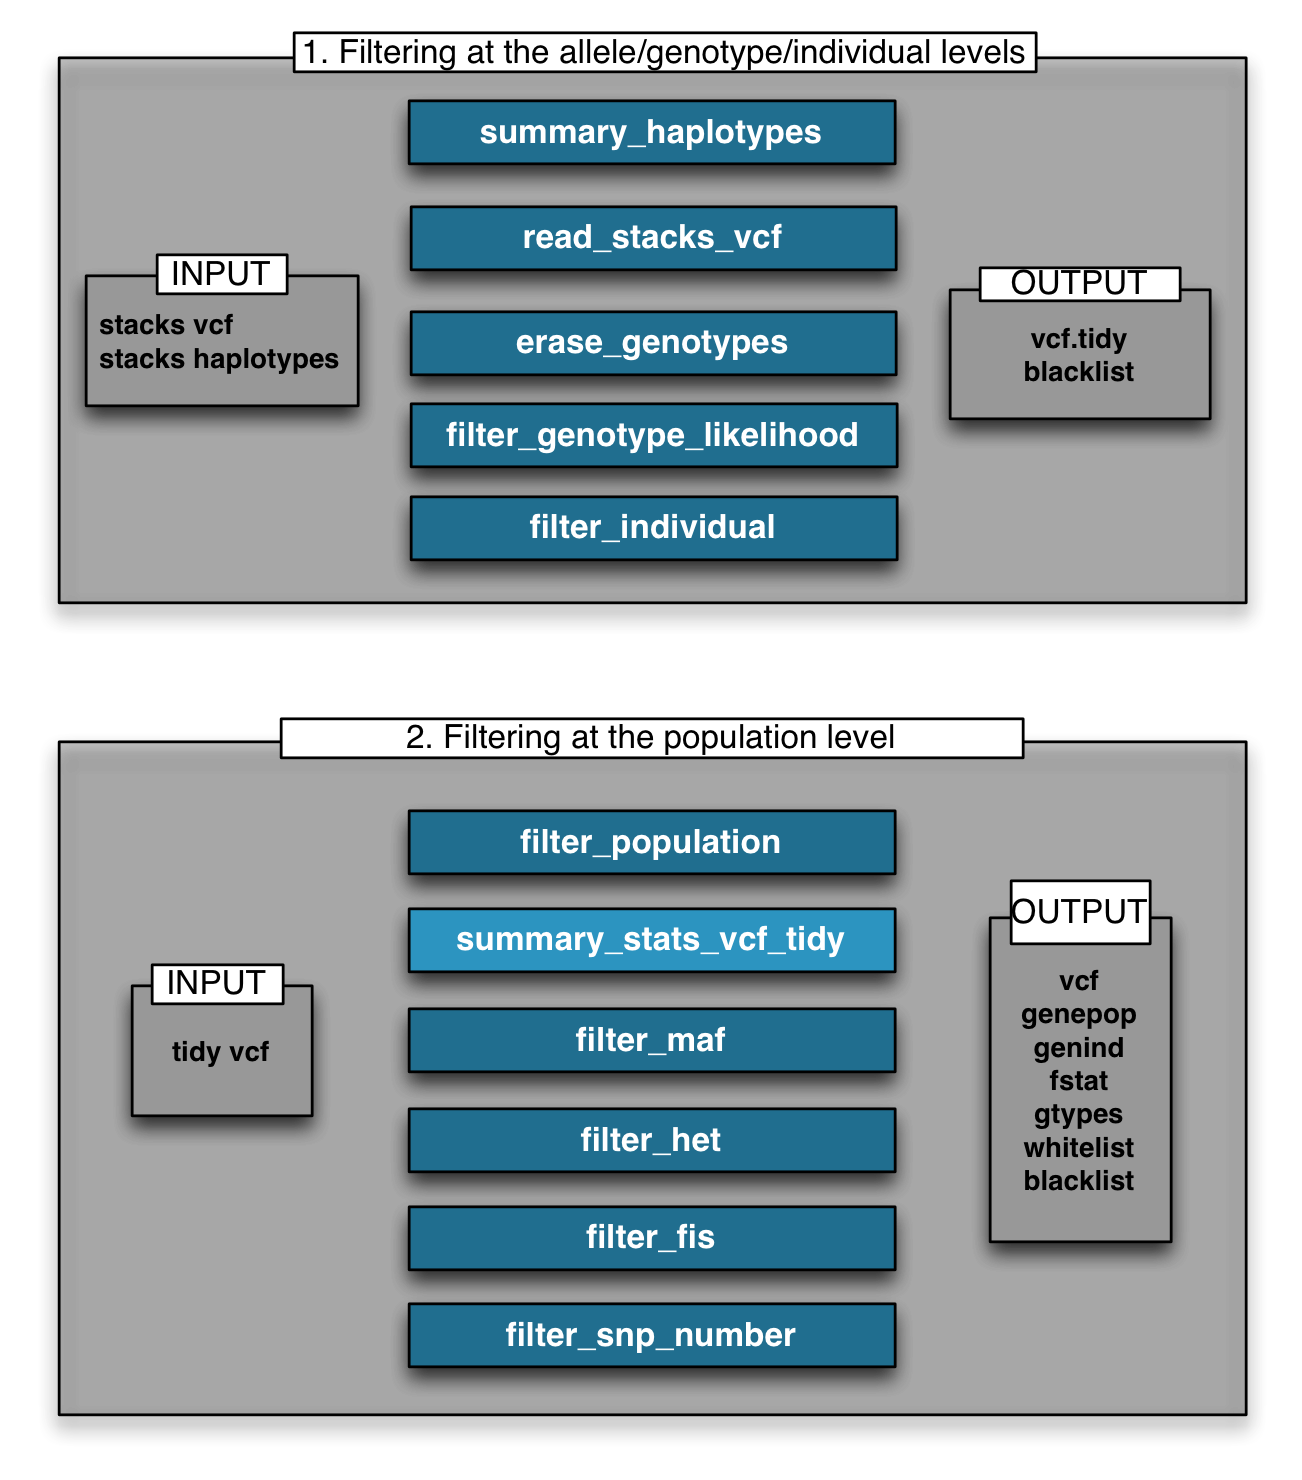 1. Filtering at the allele/genotype/individual levels
summary_haplotypes
read_stacks_vcf
INPUT
stacks vcf
stacks haplotypes
erase_genotypes
filter_genotype_likelihood
filter_individual
OUTPUT
vcf.tidy
blacklist
2. Filtering at the population level
filter_population
summary_stats_vcf_tidy
INPUT
tidy vcf
filter_maf
filter_het
filter_fis
filter_snp_number
OUTPUT
vcf
genepop
genind
fstat
gtypes
whitelist
blacklist